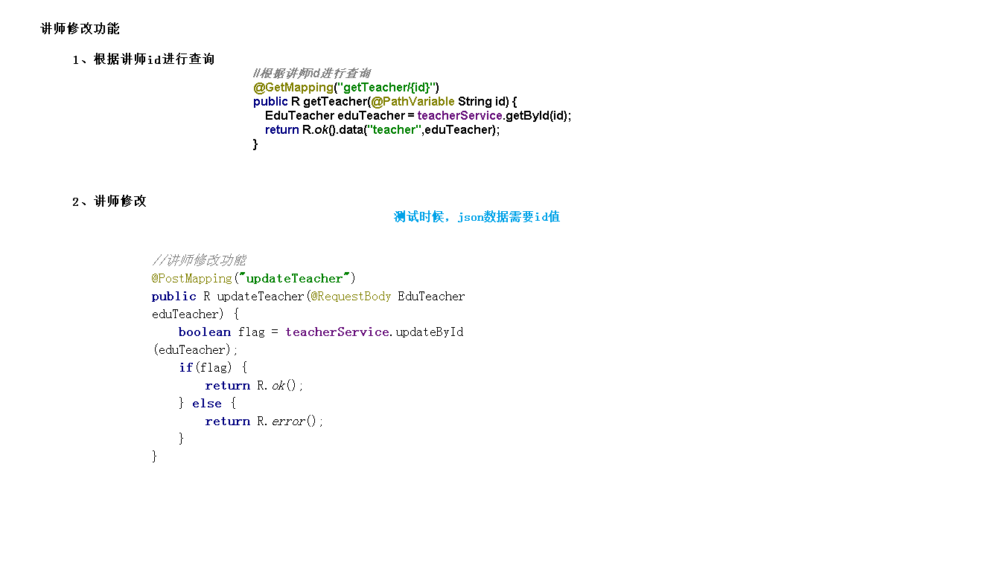 讲师修改功能
1、根据讲师id进行查询
//根据讲师id进行查询
@GetMapping("getTeacher/{id}")
public R getTeacher(@PathVariable String id) {
    EduTeacher eduTeacher = teacherService.getById(id);
    return R.ok().data("teacher",eduTeacher);
}
2、讲师修改
测试时候，json数据需要id值
//讲师修改功能
@PostMapping("updateTeacher")
public R updateTeacher(@RequestBody EduTeacher
eduTeacher) {
    boolean flag = teacherService.updateById
(eduTeacher);
    if(flag) {
        return R.ok();
    } else {
        return R.error();
    }
}